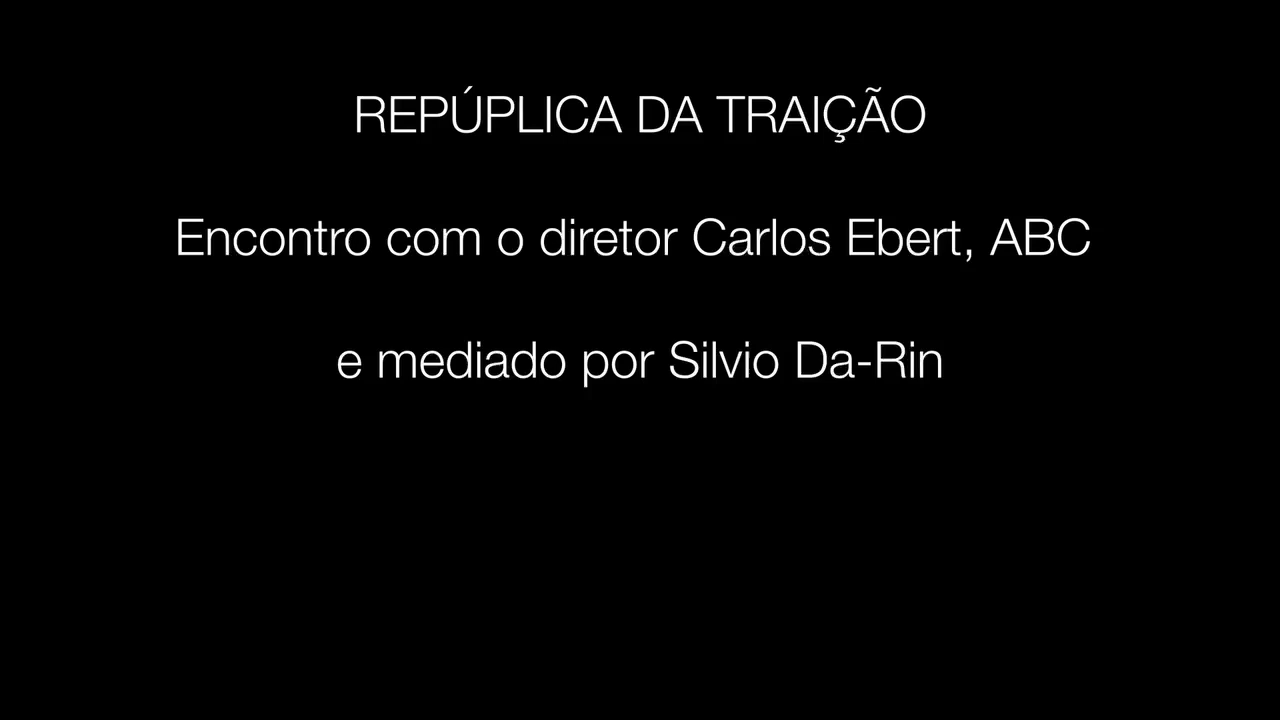 REPÚPLICA DA TRAIÇÃO
Encontro com o diretor Carlos Ebert, ABC
e mediado por Silvio Da-Rin